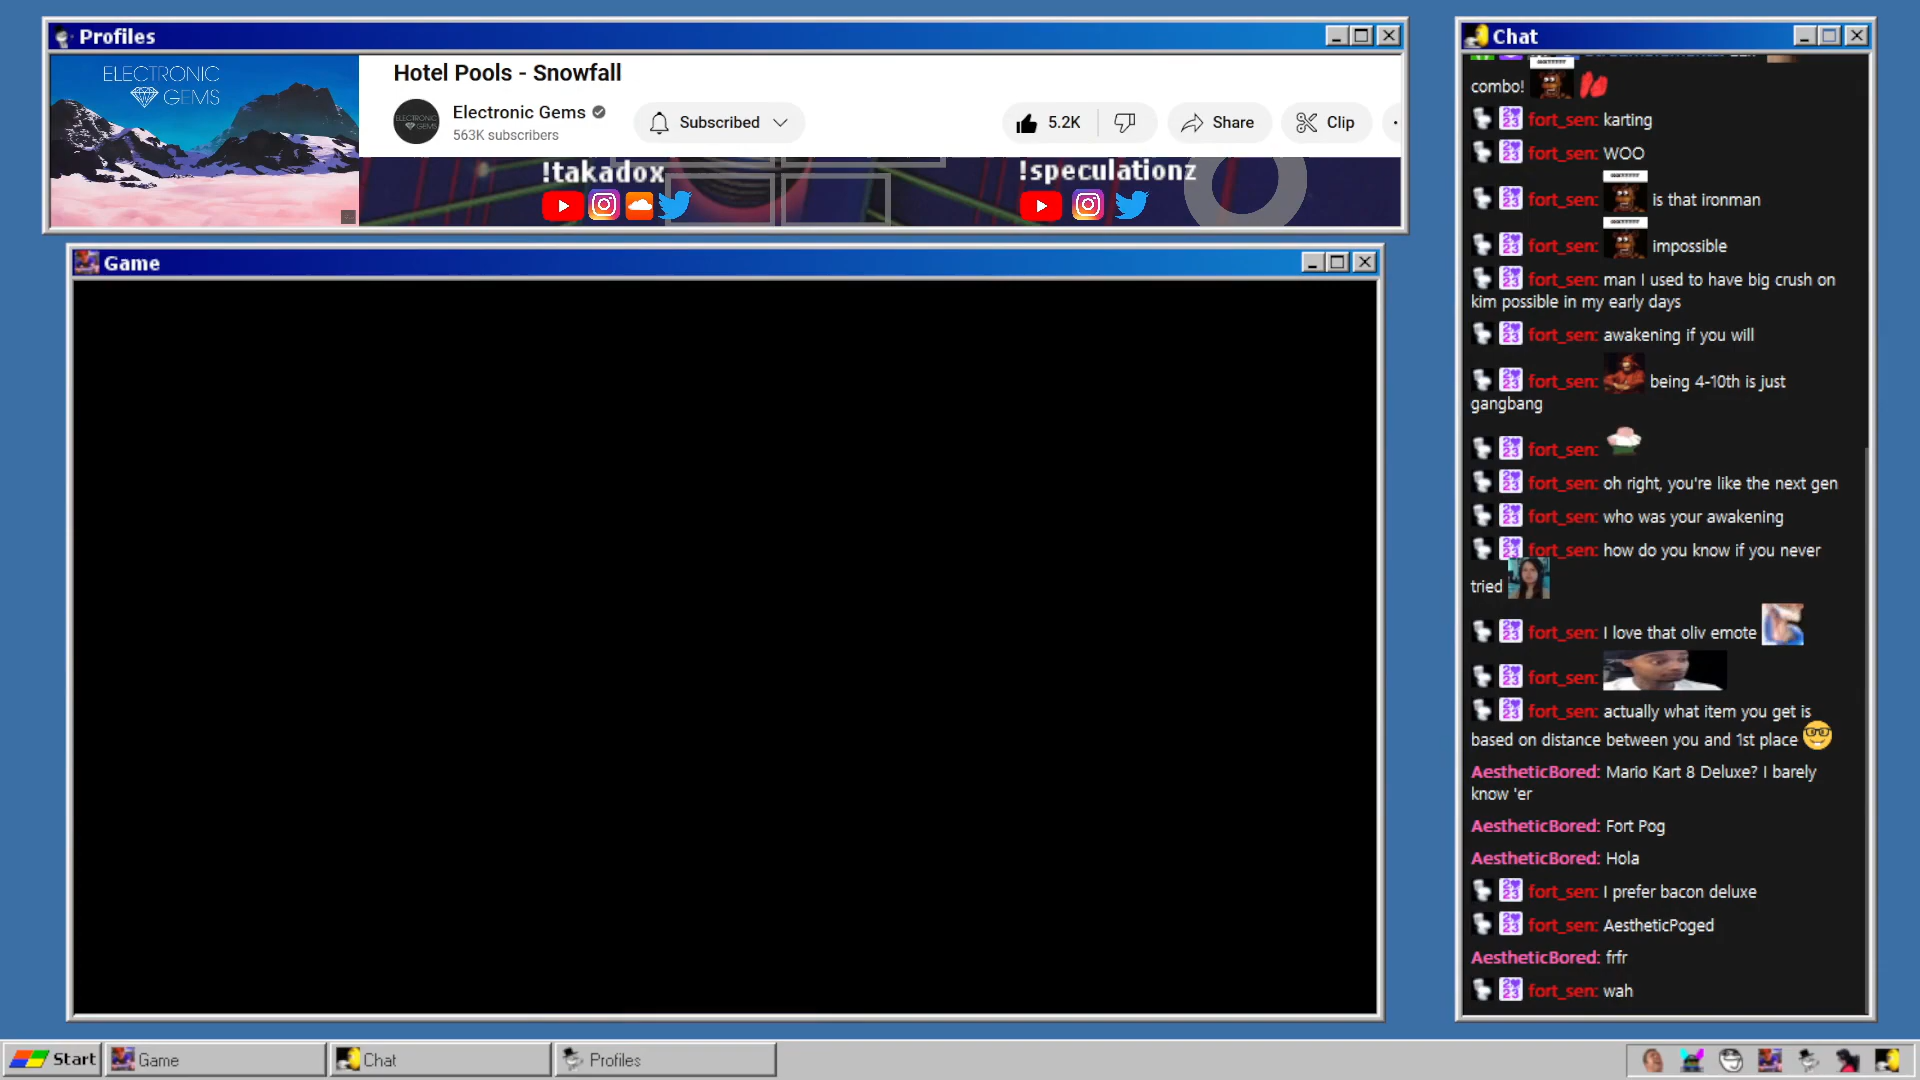 Profiles
ELECTRONIC
GEMS
Hotel Pools - Snowfall
Electronic Gems
563K subscribers
Subscribed
5.2K
Share
Clip
!takadox
!speculationz
Game
Chat
combo!
fort_sen: karting
fort_sen: WOO
fort_sen: is that ironman
fort_sen: impossible
fort_sen: man I used to have big crush on
kim possible in my early days
fort_sen: awakening if you will
fort_sen: being 4-10th is just
gangbang
fort_sen:
fort_sen: oh right, you're like the next gen
fort_sen: who was your awakening
fort_sen: how do you know if you never
tried
fort_sen: I love that oliv emote
fort_sen:
fort_sen: actually what item you get is
based on distance between you and 1st place
AestheticBored: Mario Kart 8 Deluxe? I barely
know 'er
AestheticBored: Fort Pog
AestheticBored: Hola
fort_sen: I prefer bacon deluxe
fort_sen: AestheticPoged
AestheticBored: frfr
fort_sen: wah
Start
Game
Chat
Profiles